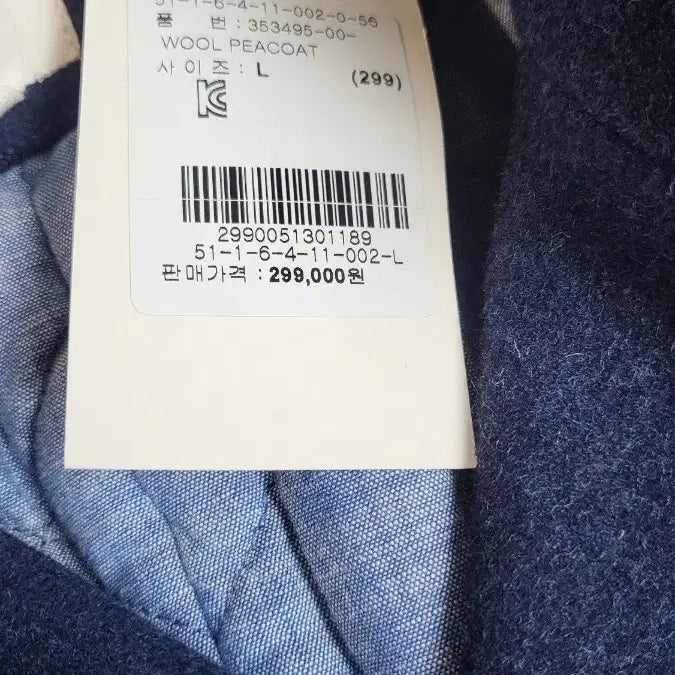 51-1-6-4-11-002-0-56
품 번 : 353495-00-
WOOL PEACOAT
사 이 즈 : L (299)
2990051301189
51-1-6-4-11-002-L
판매가격 : 299,000원